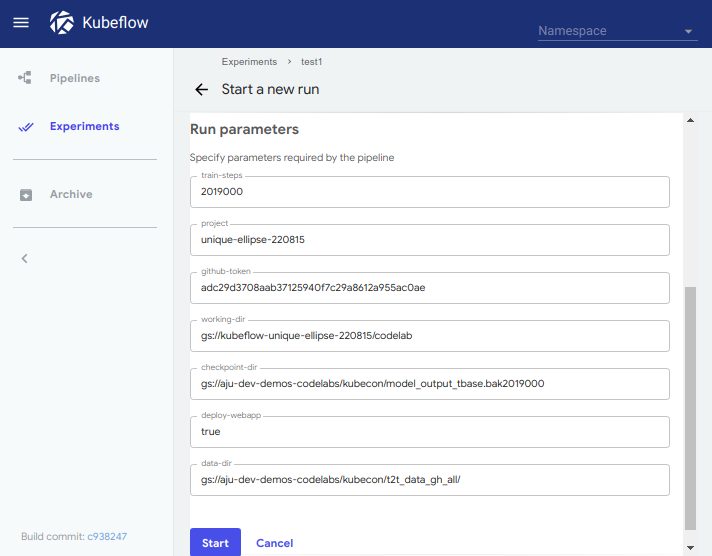 Kubeflow
Namespace
Pipelines
Experiments
Archive
Build commit: c938247
Experiments > test1
Start a new run
Run parameters
Specify parameters required by the pipeline
train-steps
2019000
project
unique-ellipse-220815
github-token
adc29d3708aab37125940f7c29a8612a955ac0ae
working-dir
gs://kubeflow-unique-ellipse-220815/codelab
checkpoint-dir
gs://aju-dev-demos-codelabs/kubecon/model_output_tbase.bak2019000
deploy-webapp
true
data-dir
gs://aju-dev-demos-codelabs/kubecon/t2t_data_gh_all/
Start
Cancel